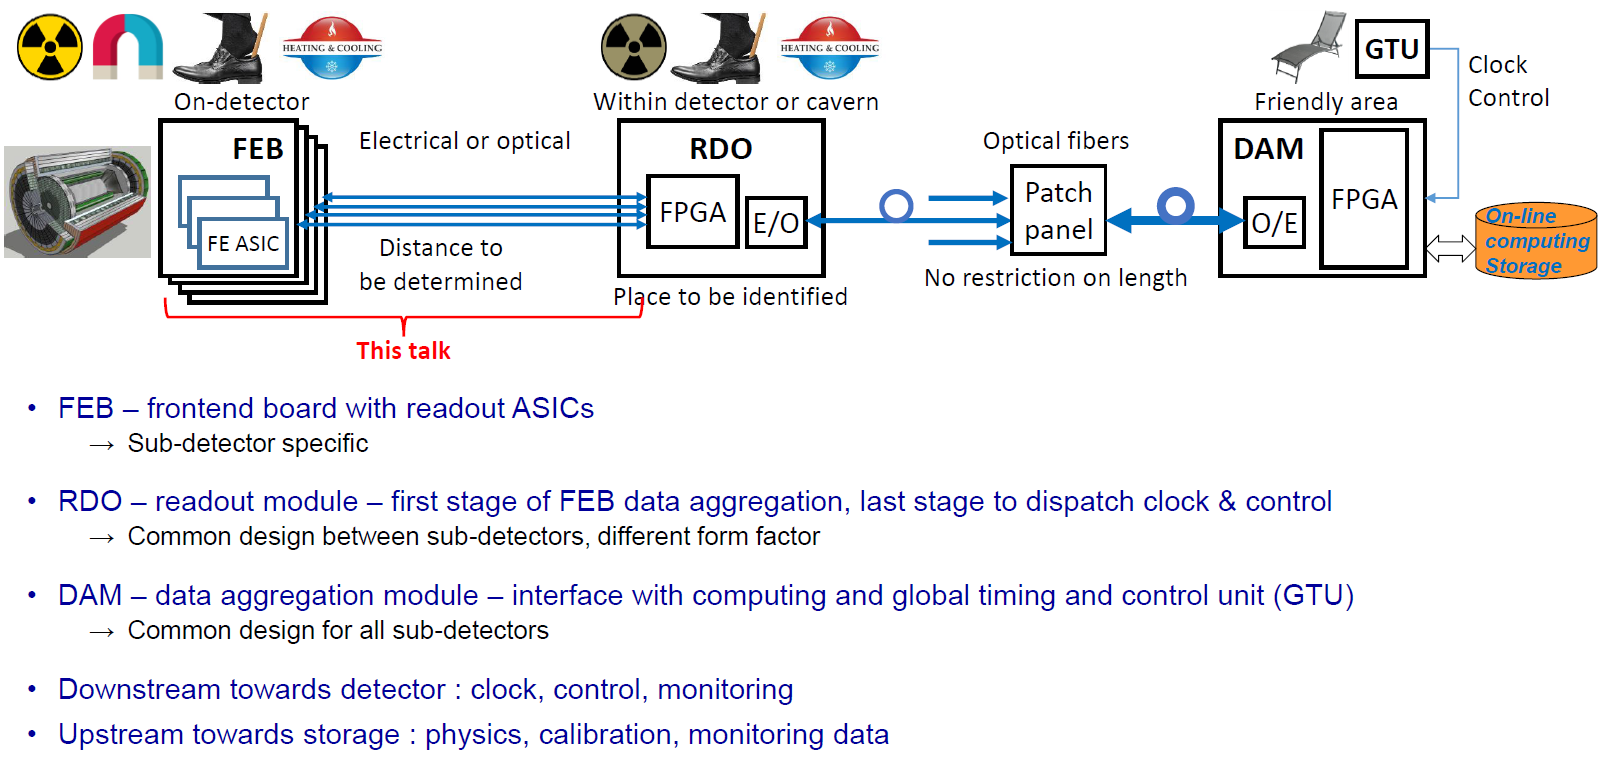 HEATING & COOLING
HEATING & COOLING
GTU
Clock
Control
On-detector
Within detector or cavern
Friendly area
FEB
Electrical or optical
RDO
Optical fibers
DAM
FE ASIC
FPGA
E/O
Patch
panel
O/E
FPGA
On-line
computing
Storage
Distance to
be determined
Place to be identified
No restriction on length
This talk
• FEB – frontend board with readout ASICs
→ Sub-detector specific
• RDO – readout module – first stage of FEB data aggregation, last stage to dispatch clock & control
→ Common design between sub-detectors, different form factor
• DAM – data aggregation module – interface with computing and global timing and control unit (GTU)
→ Common design for all sub-detectors
• Downstream towards detector : clock, control, monitoring
• Upstream towards storage : physics, calibration, monitoring data